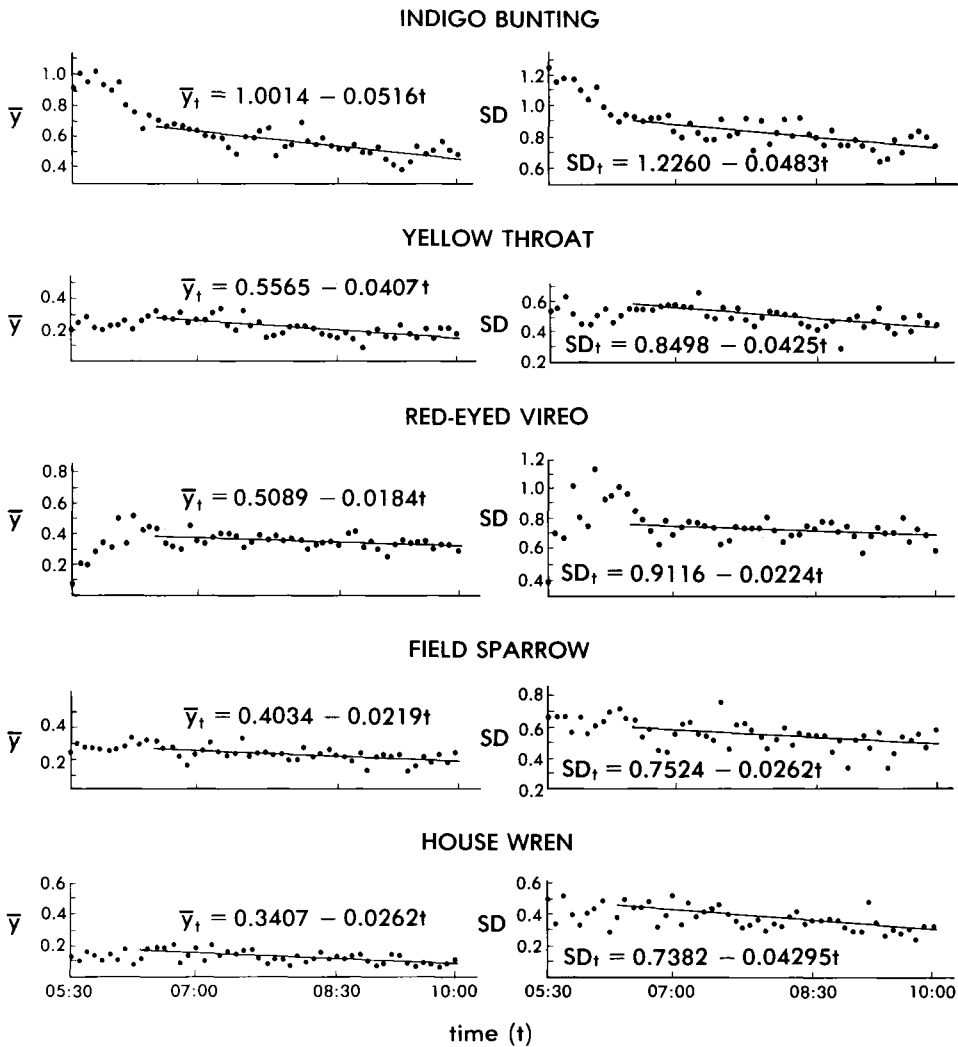 INDIGO BUNTING
1.0
0.8
0.6
0.4
ȳ
ȳt = 1.0014 − 0.0516t
1.2
1.0
0.8
0.6
SD
SDt = 1.2260 − 0.0483t
YELLOW THROAT
0.4
0.2
ȳ
ȳt = 0.5565 − 0.0407t
0.6
0.4
0.2
SD
SDt = 0.8498 − 0.0425t
RED-EYED VIREO
0.8
0.6
0.4
0.2
ȳ
ȳt = 0.5089 − 0.0184t
1.2
1.0
0.8
0.6
0.4
SD
SDt = 0.9116 − 0.0224t
FIELD SPARROW
0.4
0.2
ȳ
ȳt = 0.4034 − 0.0219t
0.8
0.6
0.4
0.2
SD
SDt = 0.7524 − 0.0262t
HOUSE WREN
0.6
0.4
0.2
ȳ
ȳt = 0.3407 − 0.0262t
0.6
0.4
0.2
SD
SDt = 0.7382 − 0.04295t
05:30 07:00 08:30 10:00 05:30 07:00 08:30 10:00
time (t)